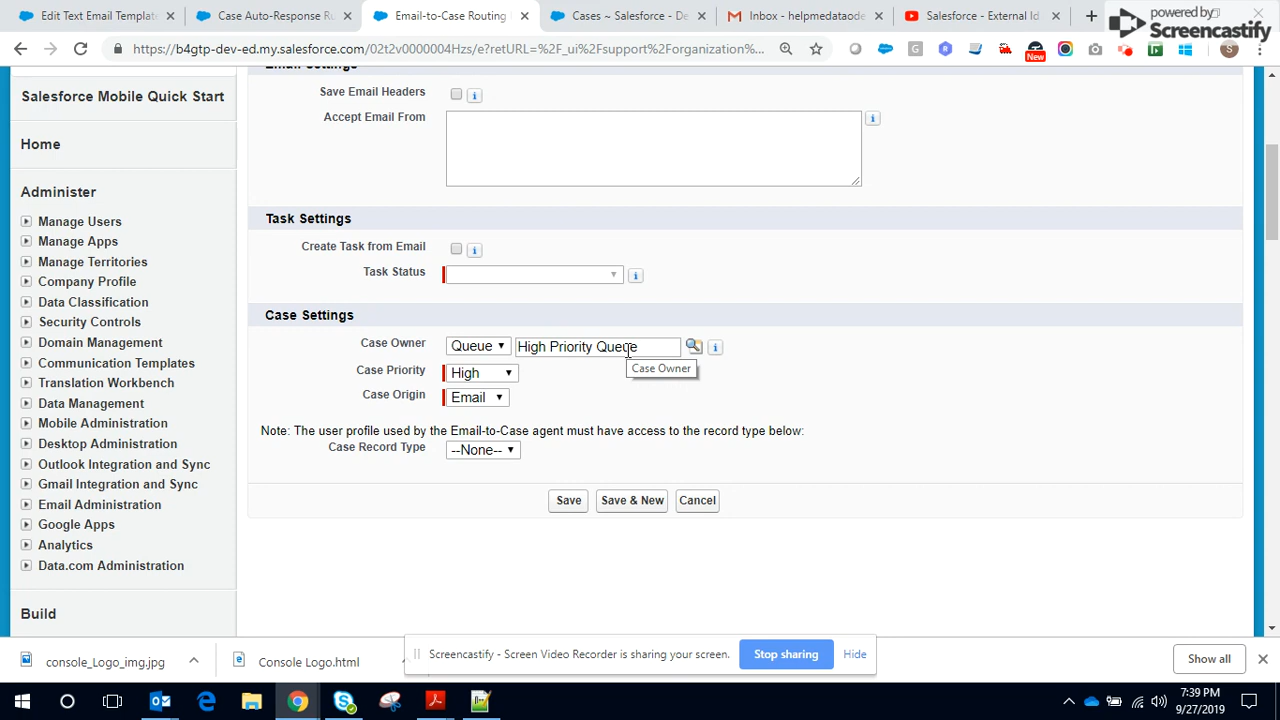 Edit Text Email Templat
Case Auto-Response Ru
Email-to-Case Routing
Cases ~ Salesforce - De
Inbox - helpmedataode
Salesforce - External Id
powered by
Screencastify
https://b4gtp-dev-ed.my.salesforce.com/02t2v0000004Hzs/e?retURL=%2F_ui%2Fsupport%2Forganization%...
New
S
Salesforce Mobile Quick Start
Home
Administer
Manage Users
Manage Apps
Manage Territories
Company Profile
Data Classification
Security Controls
Domain Management
Communication Templates
Translation Workbench
Data Management
Mobile Administration
Desktop Administration
Outlook Integration and Sync
Gmail Integration and Sync
Email Administration
Google Apps
Analytics
Data.com Administration
Build
Email Settings
Save Email Headers
Accept Email From
Task Settings
Create Task from Email
Task Status
Case Settings
Case Owner Queue High Priority Queue
Case Owner
Case Priority High
Case Origin Email
Note: The user profile used by the Email-to-Case agent must have access to the record type below:
Case Record Type --None--
Save Save & New Cancel
Screencastify - Screen Video Recorder is sharing your screen. Stop sharing Hide
console_Logo_img.jpg
Console Logo.html
Show all
7:39 PM
9/27/2019